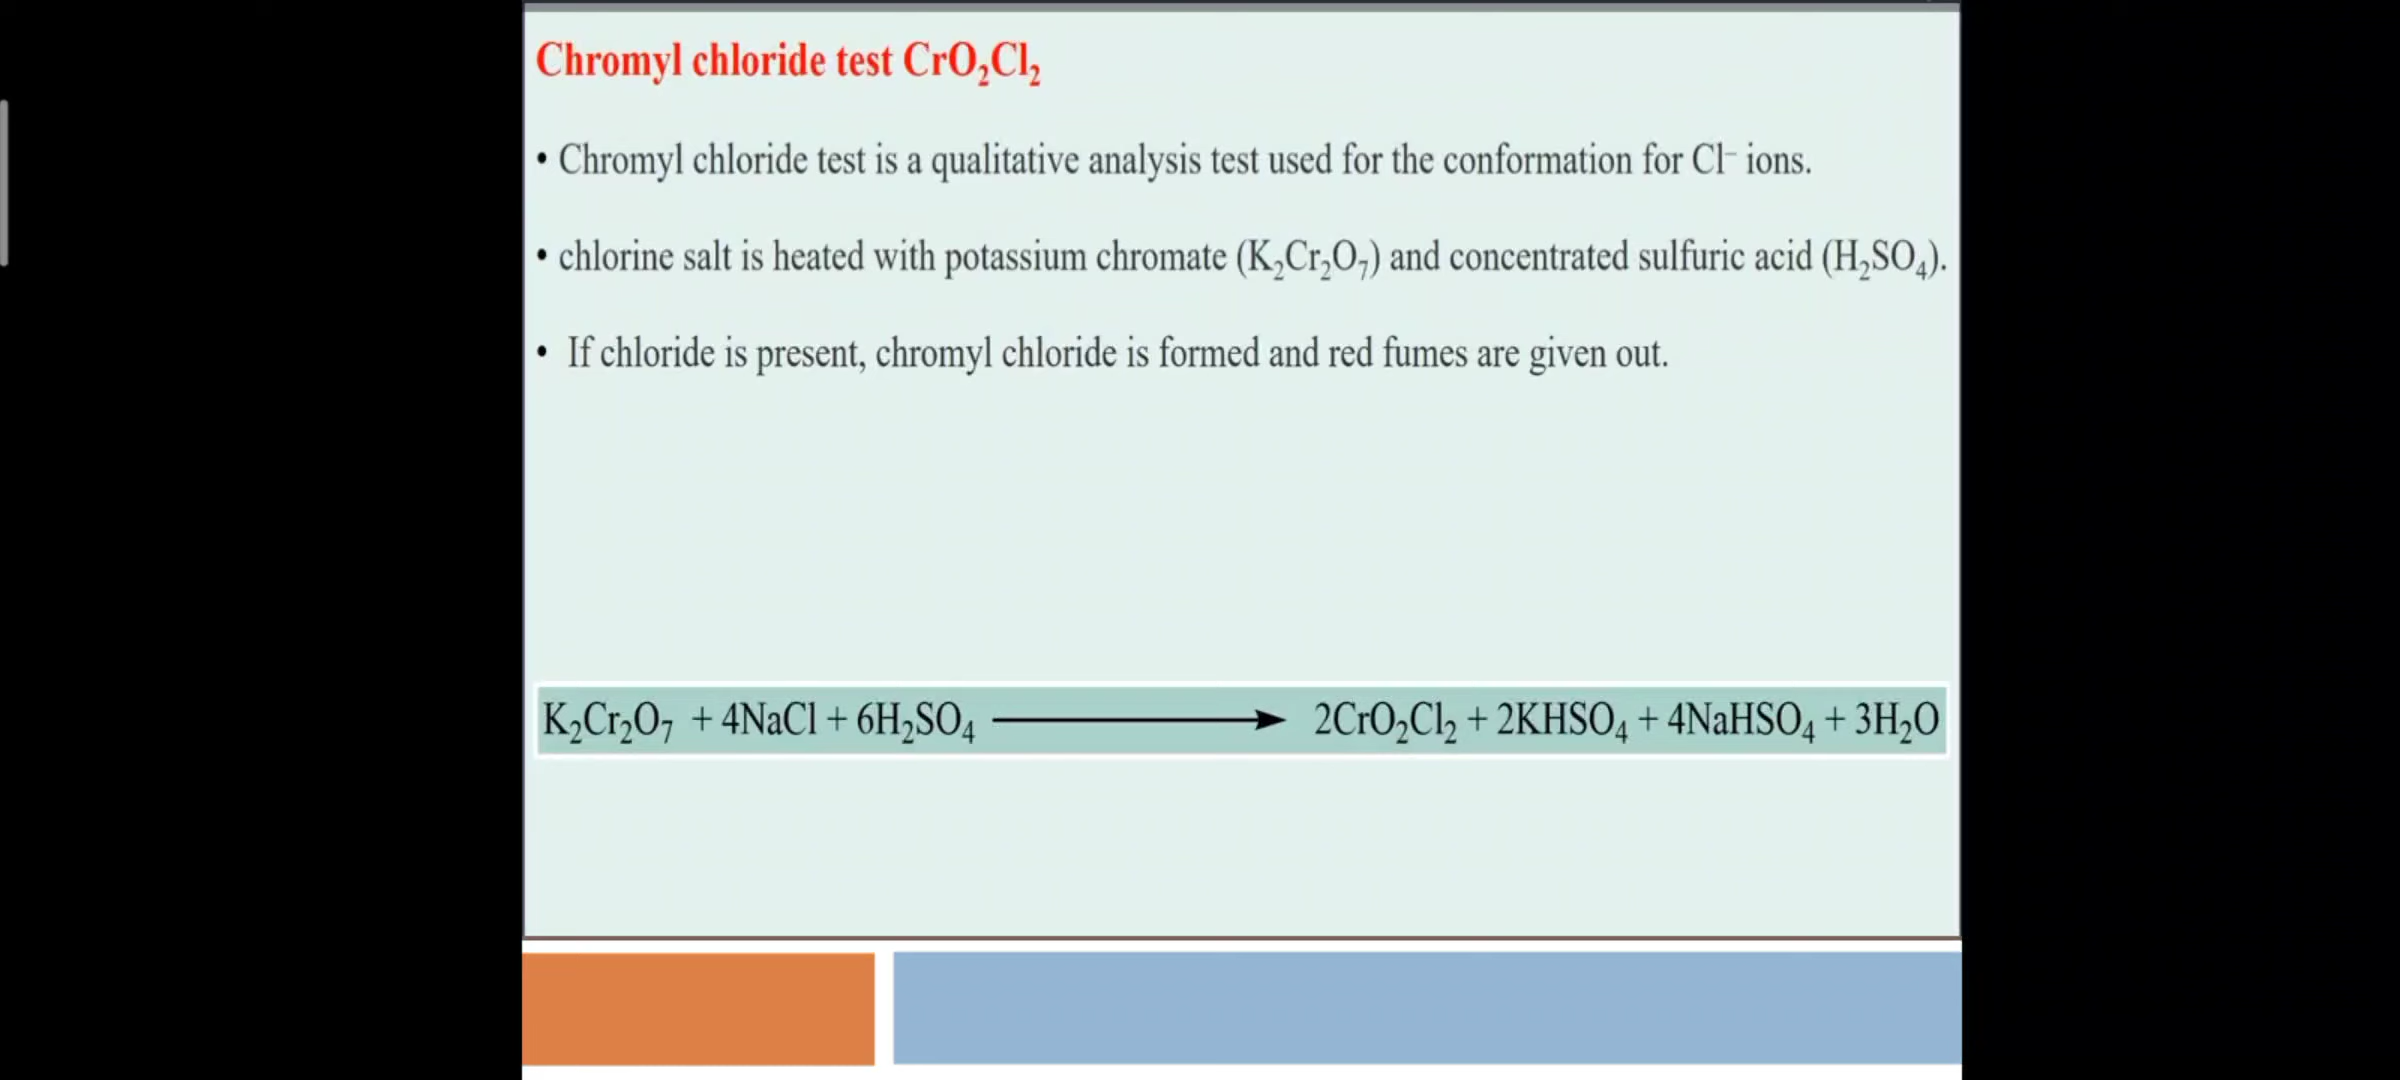 Chromyl chloride test CrO₂Cl₂
• Chromyl chloride test is a qualitative analysis test used for the conformation for Cl⁻ ions.
• chlorine salt is heated with potassium chromate (K₂Cr₂O₇) and concentrated sulfuric acid (H₂SO₄).
• If chloride is present, chromyl chloride is formed and red fumes are given out.
K₂Cr₂O₇ + 4NaCl + 6H₂SO₄ ⟶ 2CrO₂Cl₂ + 2KHSO₄ + 4NaHSO₄ + 3H₂O